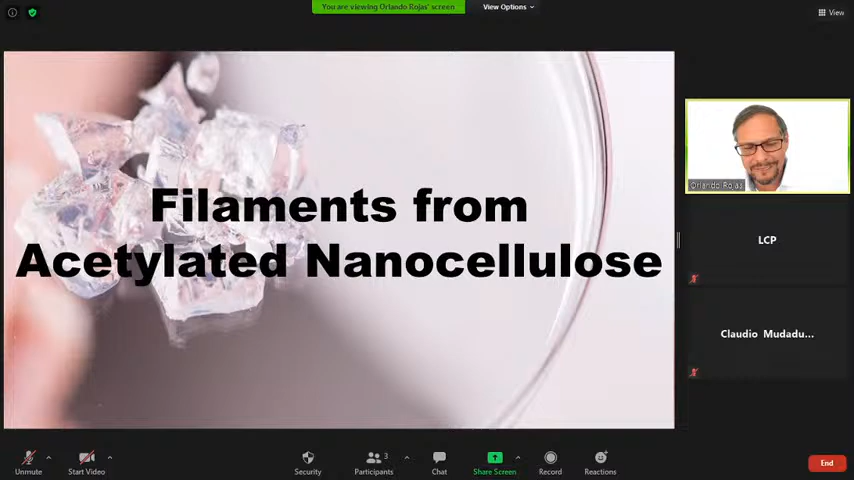 You are viewing Orlando Rojas' screen
View Options
View
Filaments from
Acetylated Nanocellulose
Orlando Rojas
LCP
Claudio Mudadu...
Unmute
Start Video
Security
3
Participants
Chat
Share Screen
Record
Reactions
End